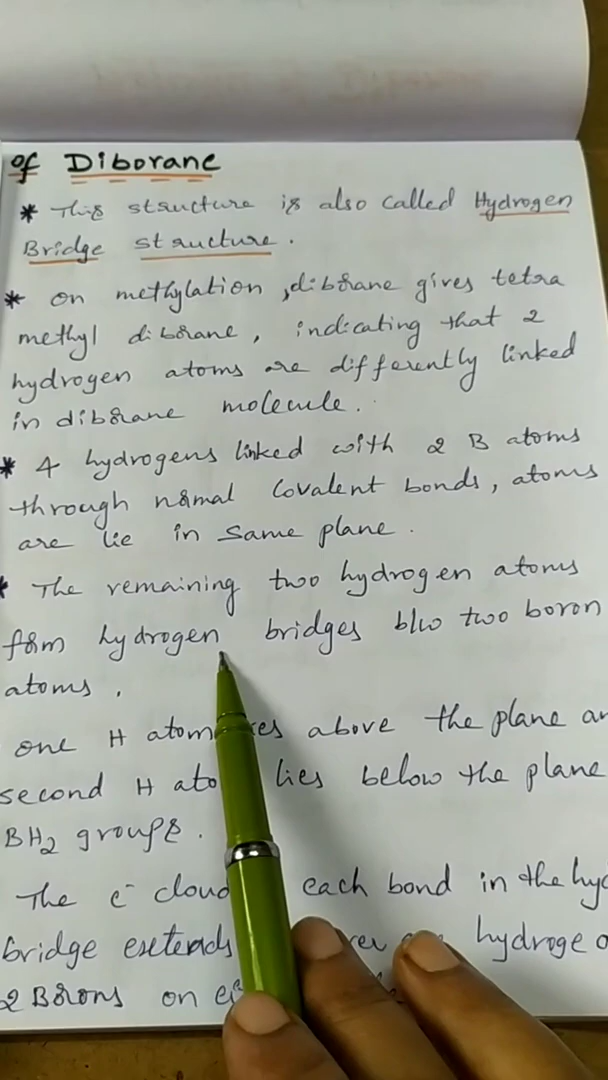 of Diborane
* This structure is also called Hydrogen
Bridge structure.
* on methylation, diborane gives tetra
methyl diborane, indicating that 2
hydrogen atoms are differently linked
in diborane molecule.
* 4 hydrogens linked with 2 B atoms
through normal covalent bonds, atoms
are lie in same plane.
* The remaining two hydrogen atoms
form hydrogen bridges b/w two boron
atoms.
one H atom above the plane
second H lies below the plane
BH2 groups.
The e- cloud each bond in the
bridge extends
2 Borons on